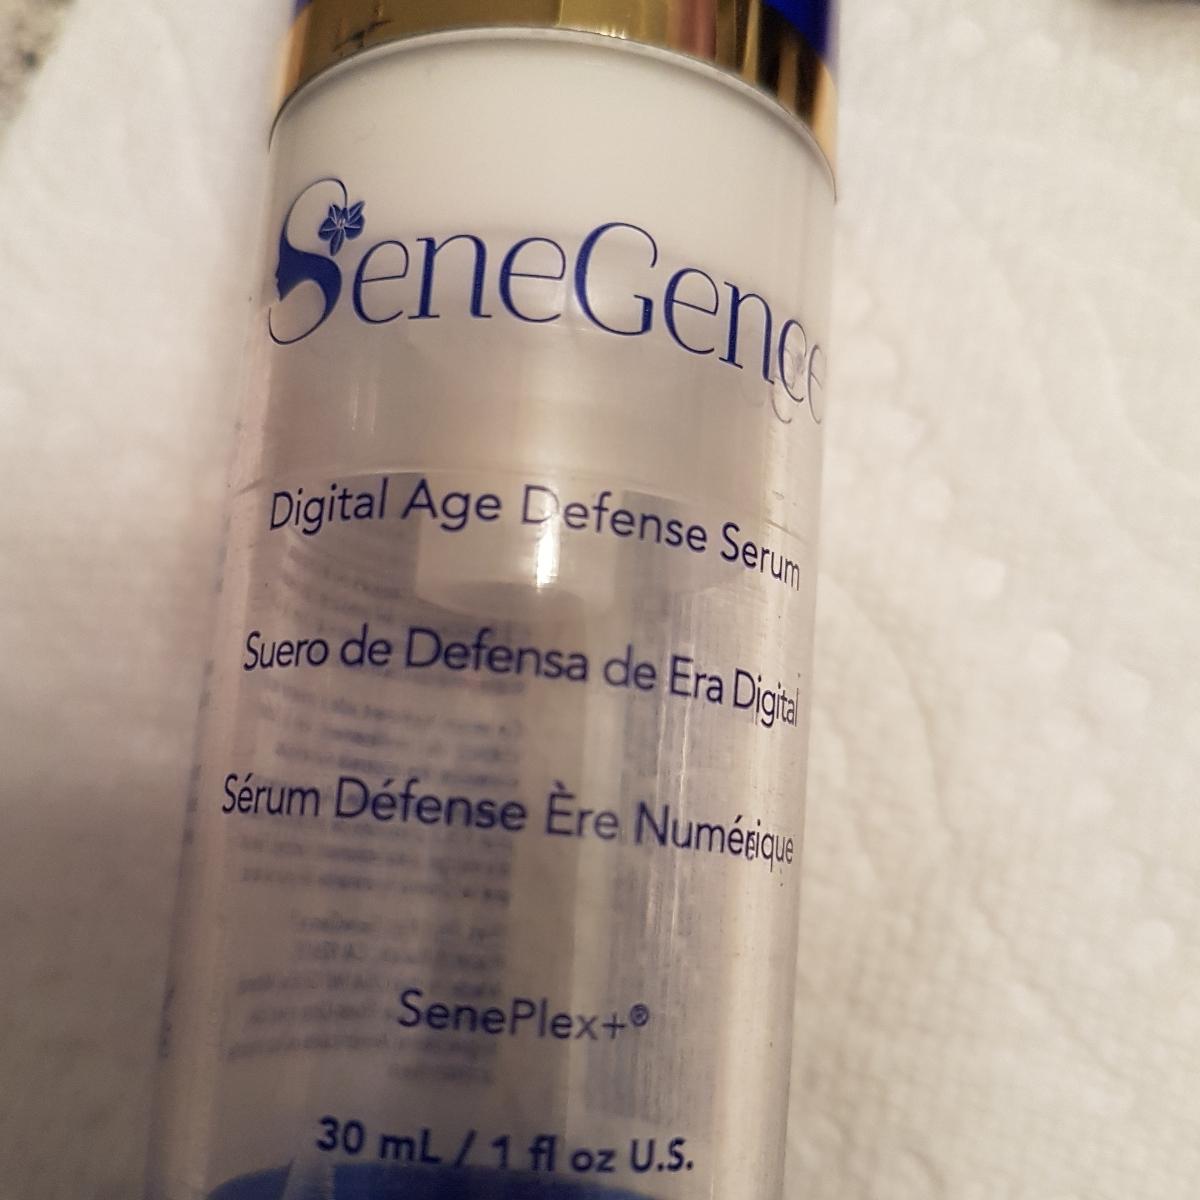 SeneGence
Digital Age Defense Serum
Suero de Defensa de Era Digital
Sérum Défense Ère Numérique
SenePlex+®
30 mL / 1 fl oz U.S.